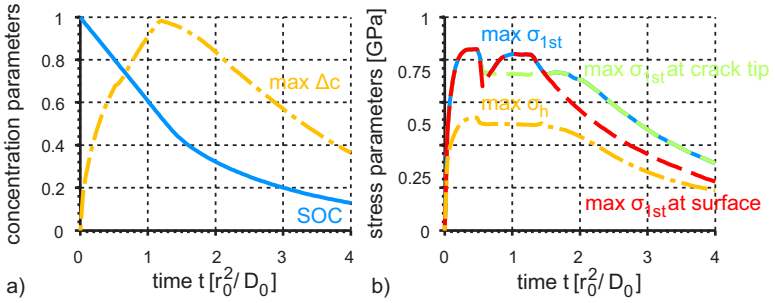 concentration parameters
1
0.8
0.6
0.4
0.2
0
max Δc
SOC
0 1 2 3 4
time t [r₀²/D₀]
a)
stress parameters [GPa]
1
0.75
0.5
0.25
0
max σ₁ₛₜ
max σ₁ₛₜ at crack tip
max σₕ
max σ₁ₛₜ at surface
0 1 2 3 4
time t [r₀²/D₀]
b)